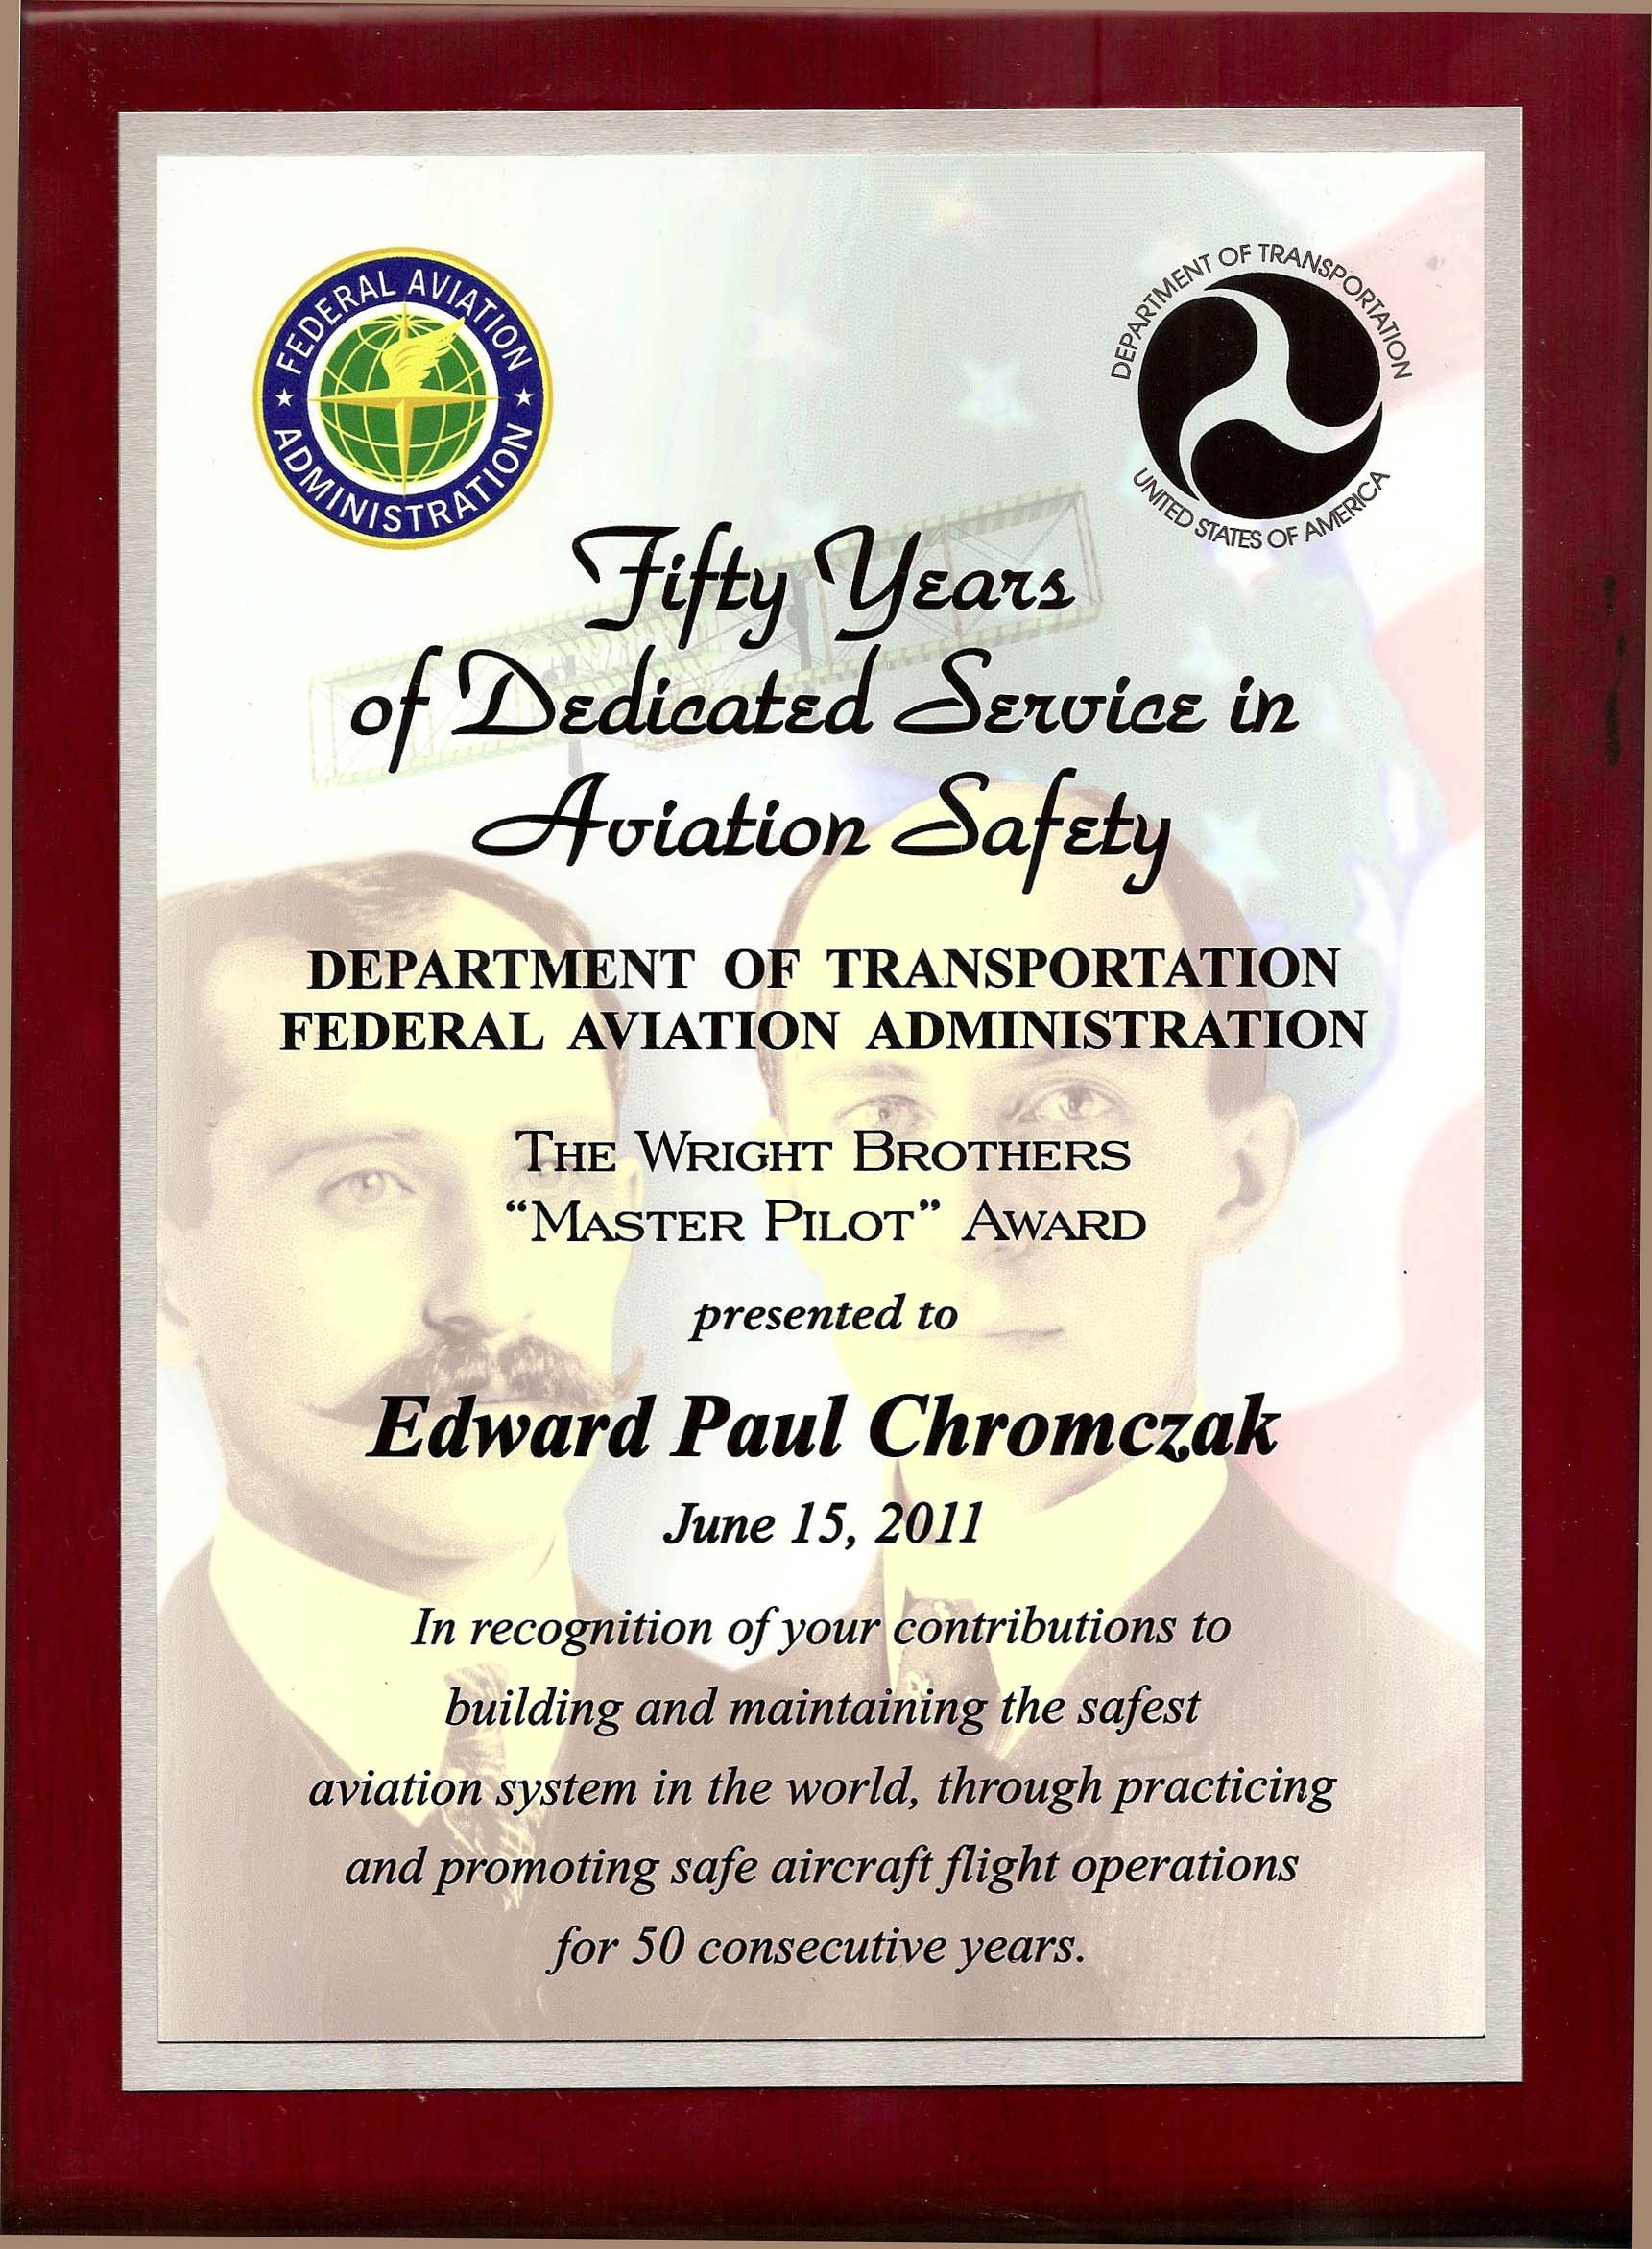 FEDERAL AVIATION
ADMINISTRATION
DEPARTMENT OF TRANSPORTATION
UNITED STATES OF AMERICA
Fifty Years
of Dedicated Service in
Aviation Safety
DEPARTMENT OF TRANSPORTATION
FEDERAL AVIATION ADMINISTRATION
THE WRIGHT BROTHERS
“MASTER PILOT” AWARD
presented to
Edward Paul Chromczak
June 15, 2011
In recognition of your contributions to
building and maintaining the safest
aviation system in the world, through practicing
and promoting safe aircraft flight operations
for 50 consecutive years.